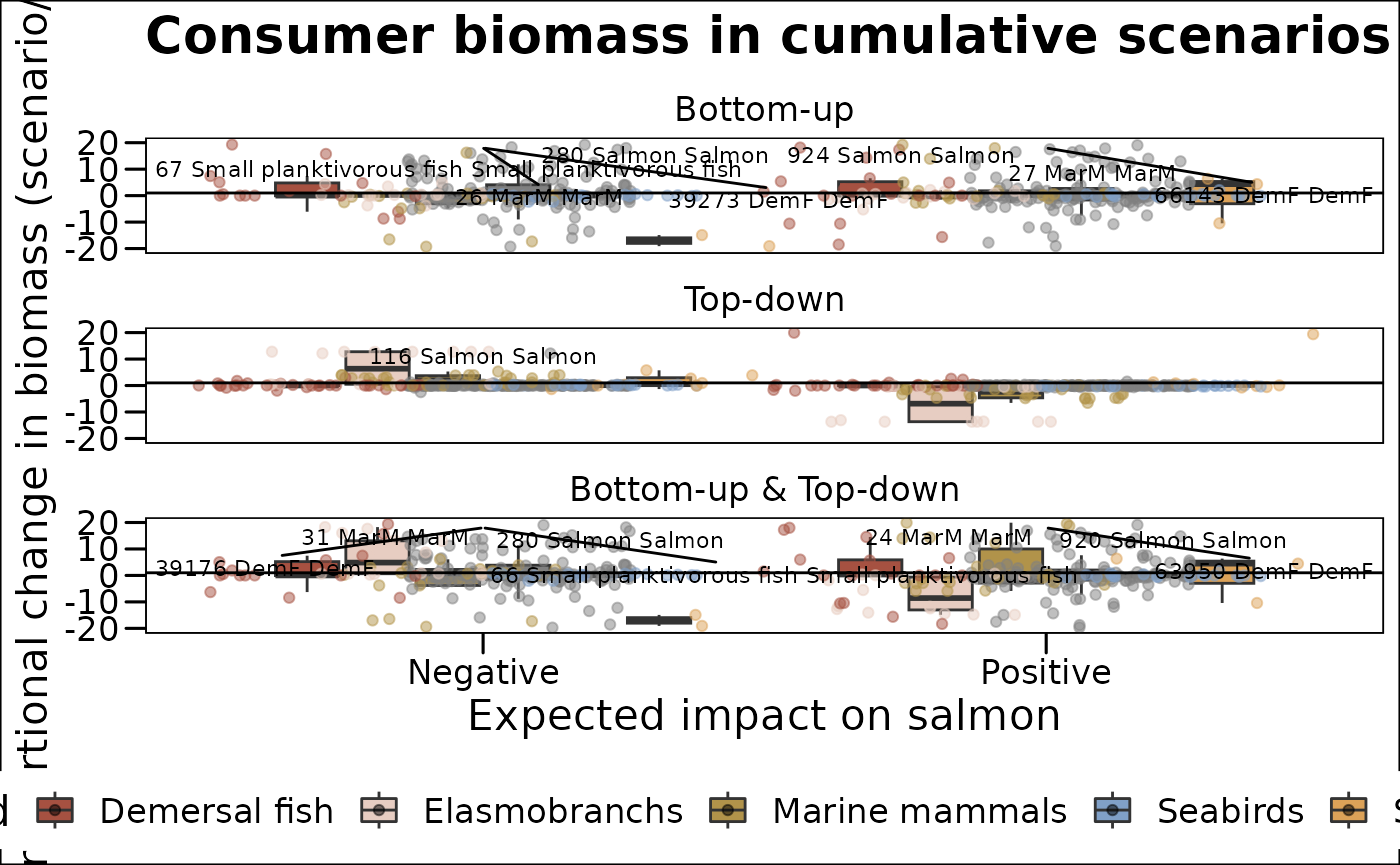 Consumer biomass in cumulative scenarios
rtional change in biomass (scenario/
Bottom-up
20
10
0
-10
-20
67 Small planktivorous fish Small planktivorous fish
280 Salmon Salmon
924 Salmon Salmon
27 MarM MarM
26 MarM MarM
39273 DemF DemF
66143 DemF DemF
Top-down
20
10
0
-10
-20
116 Salmon Salmon
Bottom-up & Top-down
20
10
0
-10
-20
31 MarM MarM
280 Salmon Salmon
24 MarM MarM
920 Salmon Salmon
39176 DemF DemF
66 Small planktivorous fish Small planktivorous fish
63950 DemF DemF
Negative
Positive
Expected impact on salmon
d Demersal fish Elasmobranchs Marine mammals Seabirds S